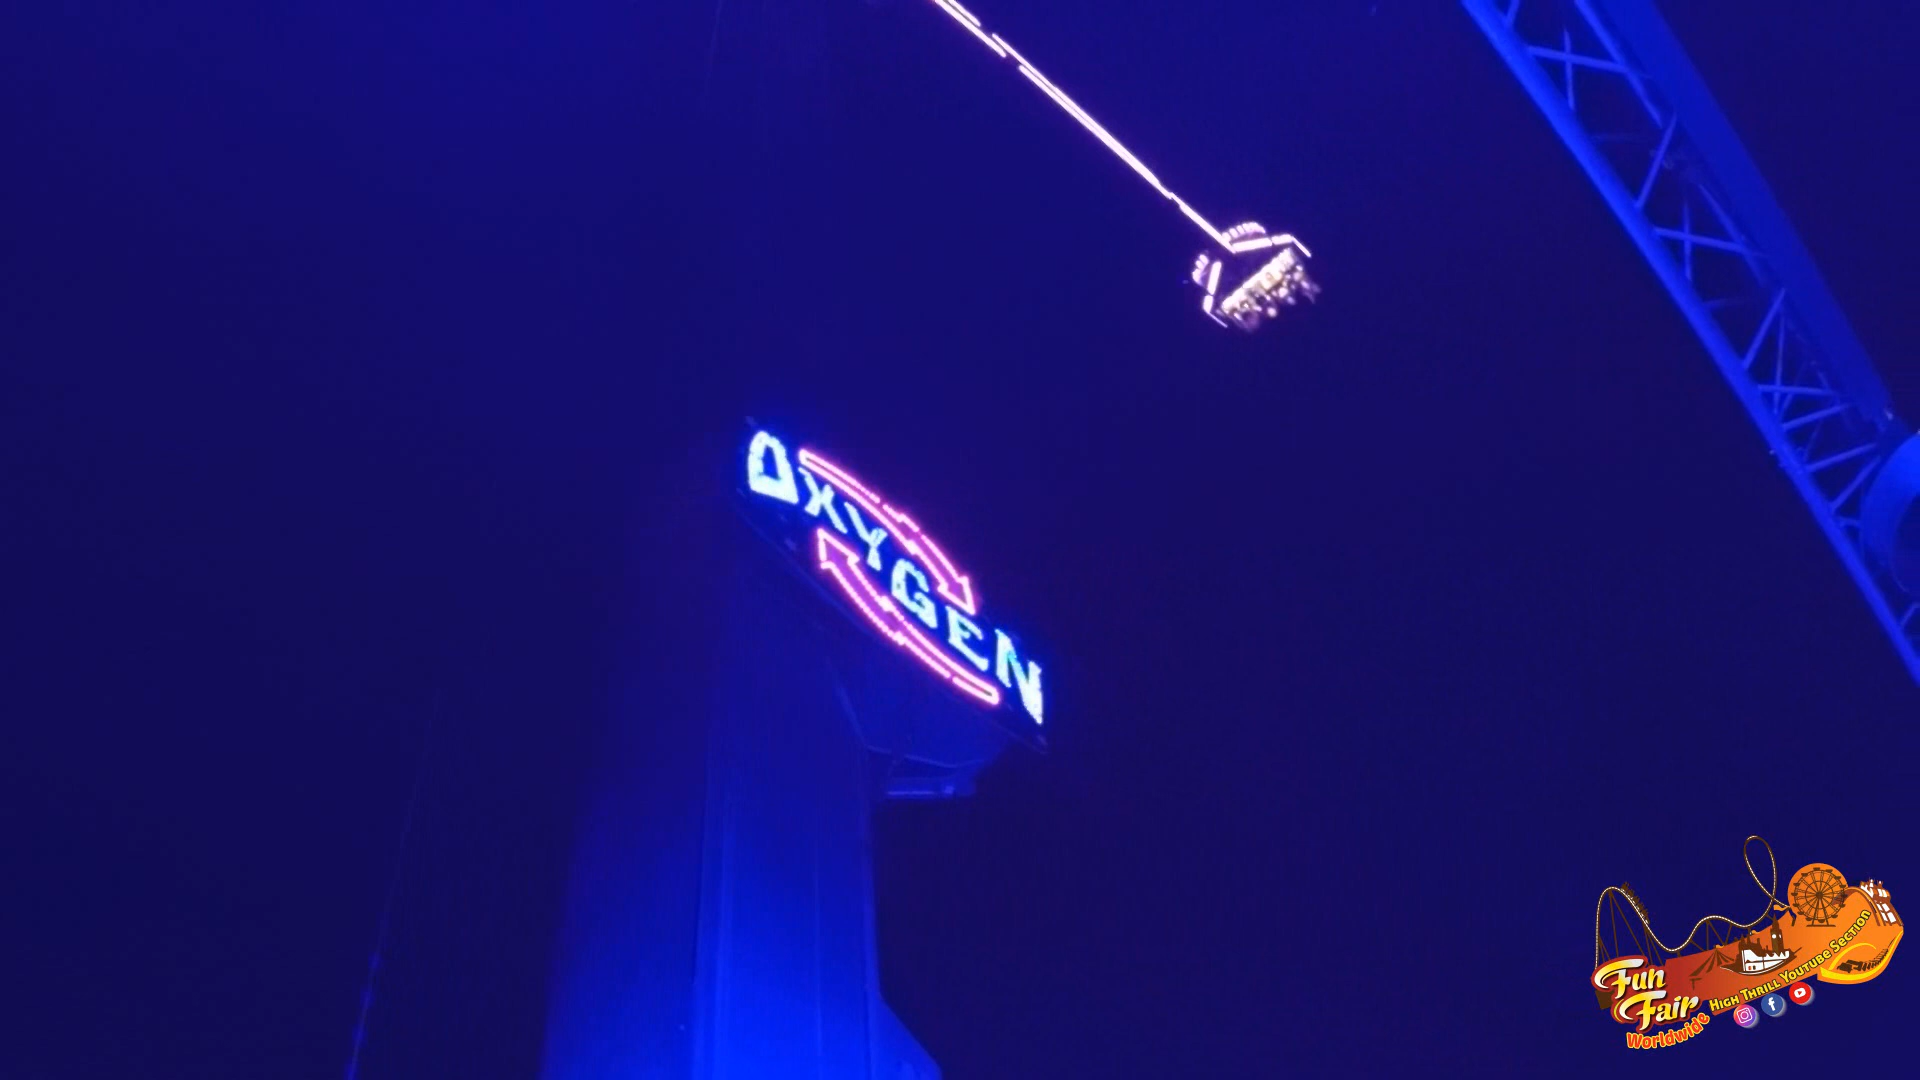 OXYGEN
Fun
Fair
Worldwide
High Thrill Youtube Section